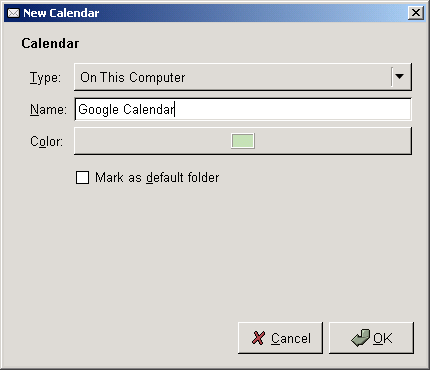 New Calendar
Calendar
Type: On This Computer
Name: Google Calendar
Color:
Mark as default folder
Cancel OK